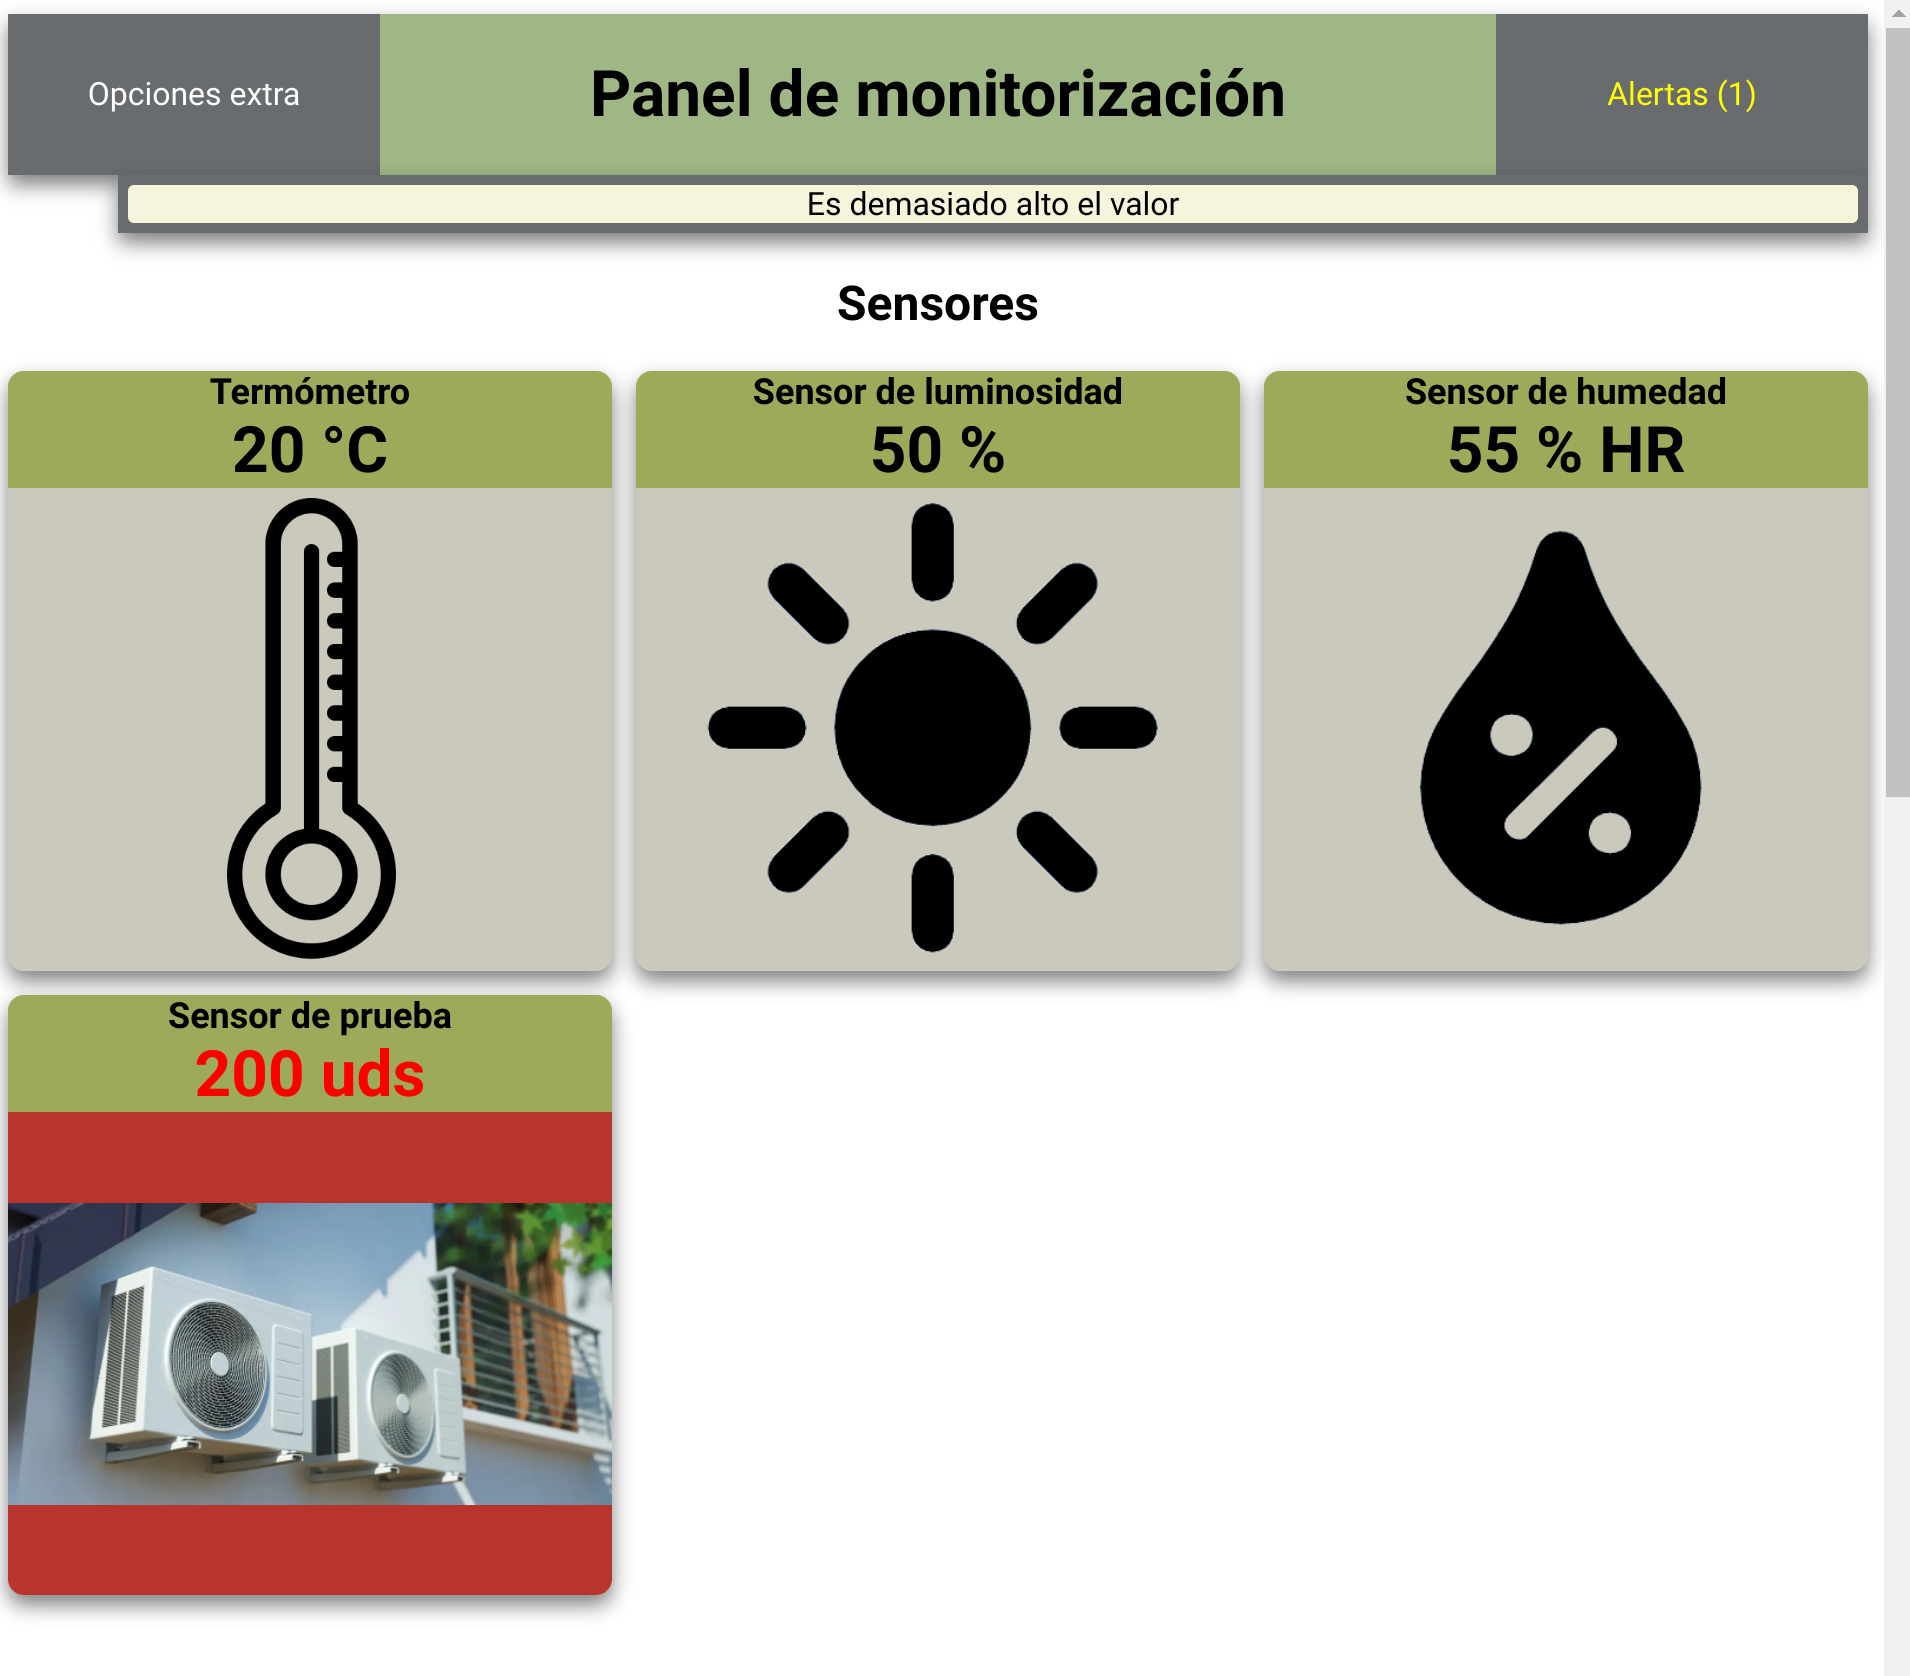 Opciones extra
Panel de monitorización
Alertas (1)
Es demasiado alto el valor
Sensores
Termómetro
20 °C
Sensor de luminosidad
50 %
Sensor de humedad
55 % HR
%
Sensor de prueba
200 uds